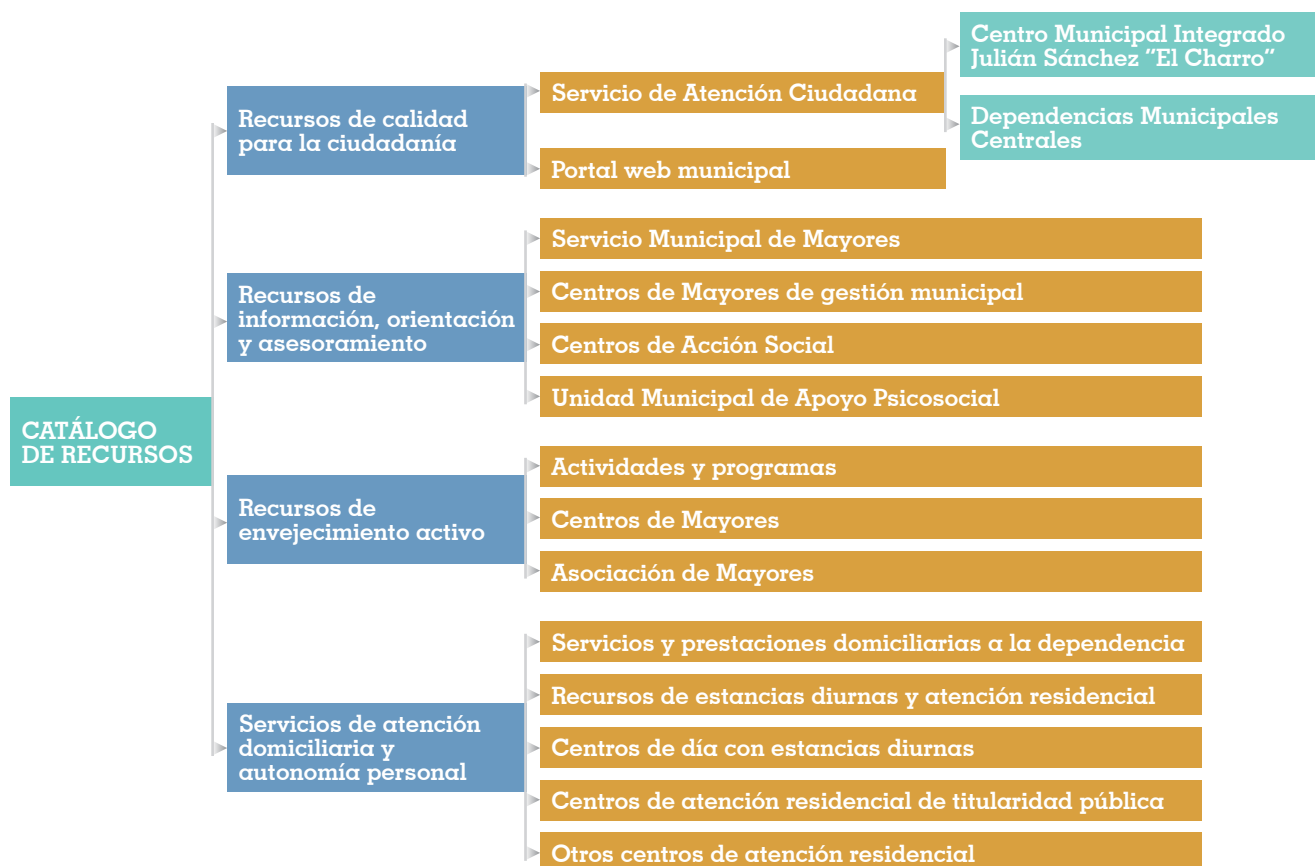 CATÁLOGO
DE RECURSOS
Recursos de calidad
para la ciudadanía
Servicio de Atención Ciudadana
Centro Municipal Integrado
Julián Sánchez “El Charro”
Dependencias Municipales
Centrales
Portal web municipal
Recursos de
información, orientación
y asesoramiento
Servicio Municipal de Mayores
Centros de Mayores de gestión municipal
Centros de Acción Social
Unidad Municipal de Apoyo Psicosocial
Recursos de
envejecimiento activo
Actividades y programas
Centros de Mayores
Asociación de Mayores
Servicios de atención
domiciliaria y
autonomía personal
Servicios y prestaciones domiciliarias a la dependencia
Recursos de estancias diurnas y atención residencial
Centros de día con estancias diurnas
Centros de atención residencial de titularidad pública
Otros centros de atención residencial